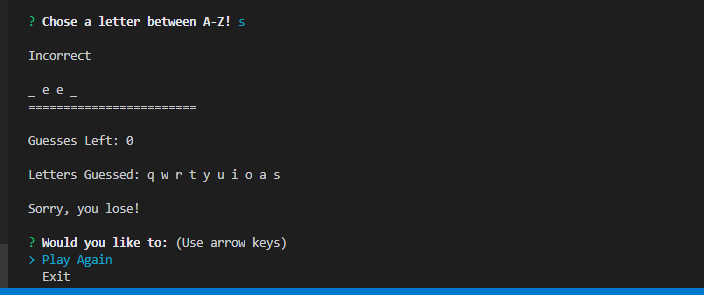 ? Chose a letter between A-Z! s
Incorrect
_ e e _
========================
Guesses Left: 0
Letters Guessed: q w r t y u i o a s
Sorry, you lose!
? Would you like to: (Use arrow keys)
> Play Again
Exit